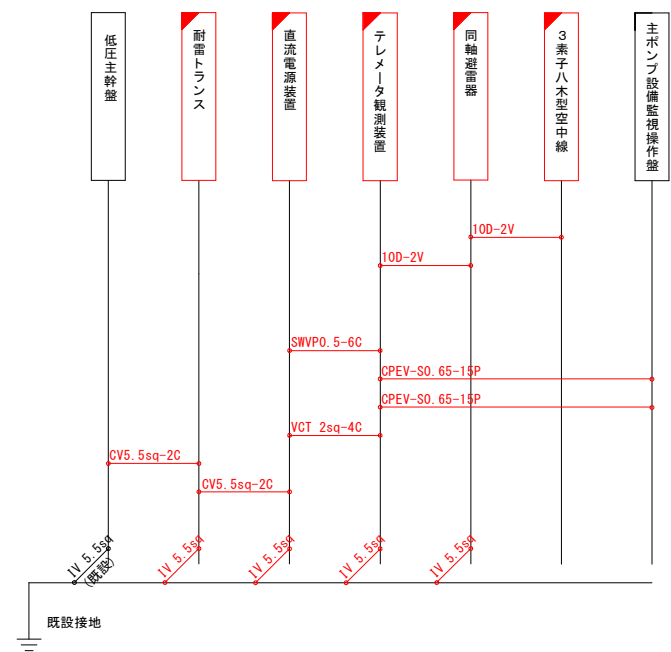 低圧主幹盤
耐雷トランス
直流電源装置
テレメータ観測装置
同軸避雷器
３素子八木型空中線
主ポンプ設備監視操作盤
10D-2V
10D-2V
SWVP0.5-6C
CPEV-S0.65-15P
CPEV-S0.65-15P
VCT 2sq-4C
CV5.5sq-2C
CV5.5sq-2C
IV 5.5sq
(既設)
IV 5.5sq
IV 5.5sq
IV 5.5sq
IV 5.5sq
既設接地